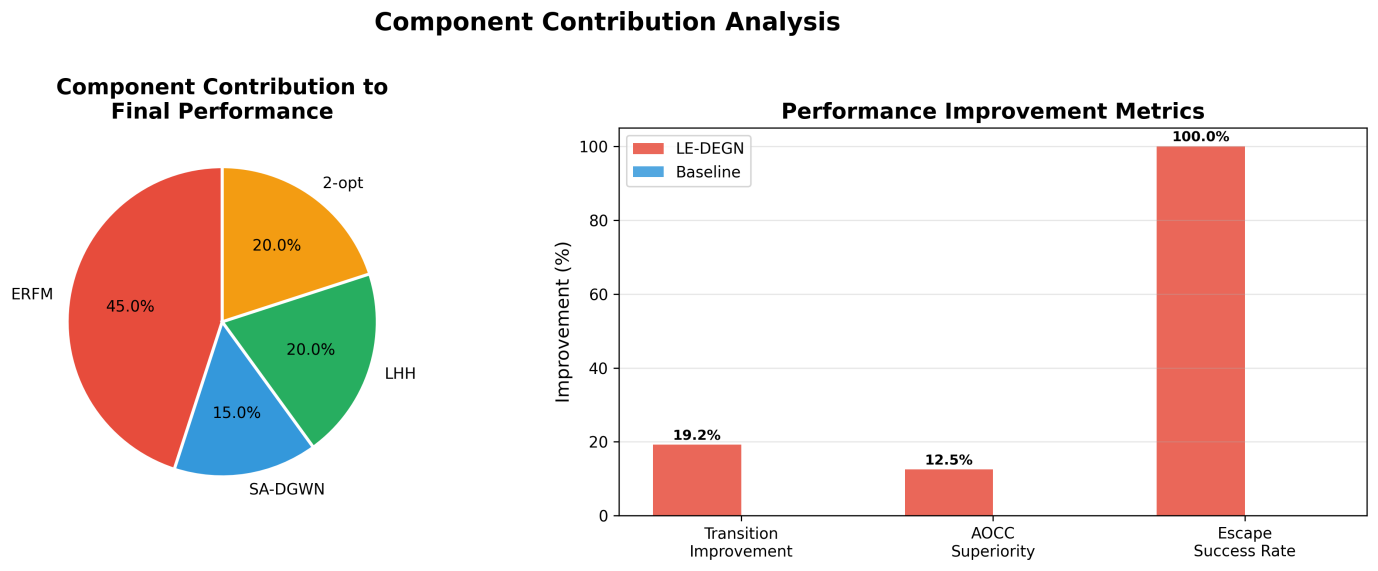 Component Contribution Analysis
Component Contribution to
Final Performance
2-opt
20.0%
ERFM
45.0%
20.0%
LHH
15.0%
SA-DGWN
Performance Improvement Metrics
LE-DEGN
Baseline
Improvement (%)
100
80
60
40
20
0
19.2%
12.5%
100.0%
Transition
Improvement
AOCC
Superiority
Escape
Success Rate